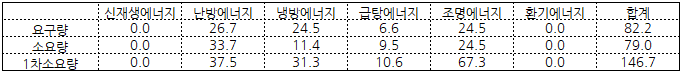 신재생에너지 난방에너지 냉방에너지 급탕에너지 조명에너지 환기에너지 합계
요구량 0.0 26.7 24.5 6.6 24.5 0.0 82.2
소요량 0.0 33.7 11.4 9.5 24.5 0.0 79.0
1차소요량 0.0 37.5 31.3 10.6 67.3 0.0 146.7